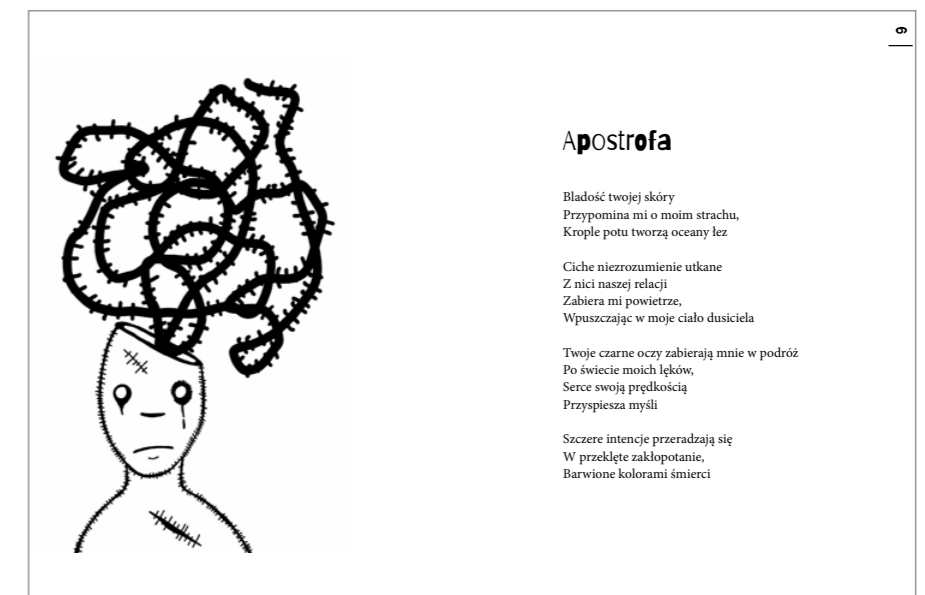 9
Apostrofa
Bladość twojej skóry
Przypomina mi o moim strachu,
Krople potu tworzą oceany łez
Ciche niezrozumienie utkane
Z nici naszej relacji
Zabiera mi powietrze,
Wpuszczając w moje ciało dusiciela
Twoje czarne oczy zabierają mnie w podróż
Po świecie moich lęków,
Serce swoją prędkością
Przyspiesza myśli
Szczere intencje przeradzają się
W przeklęte zakłopotanie,
Barwione kolorami śmierci